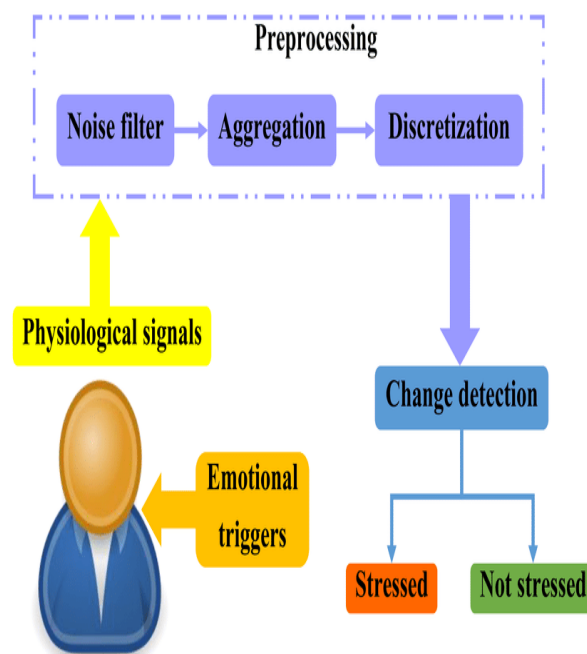 Preprocessing
Noise filter
Aggregation
Discretization
Physiological signals
Change detection
Emotional
triggers
Stressed
Not stressed